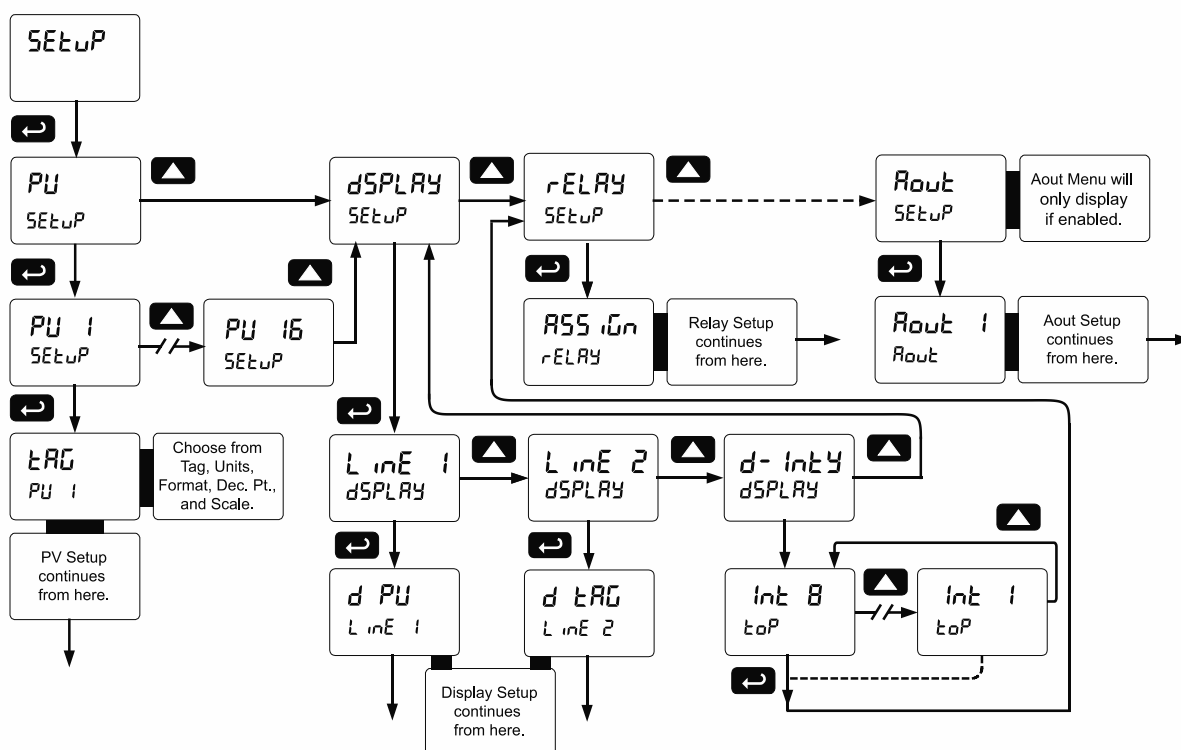 SEtuP
PU
SEtuP
dSPLAY
SEtuP
rELAY
SEtuP
Aout
SEtuP
Aout Menu will
only display
if enabled.
PU 1
SEtuP
PU 16
SEtuP
ASSiGn
rELAY
Relay Setup
continues
from here.
Aout 1
Aout
Aout Setup
continues
from here.
tAG
PU 1
Choose from
Tag, Units,
Format, Dec. Pt.,
and Scale.
LinE 1
dSPLAY
LinE 2
dSPLAY
d-IntY
dSPLAY
PV Setup
continues
from here.
d PU
LinE 1
d tAG
LinE 2
Int 8
toP
Int 1
toP
Display Setup
continues
from here.